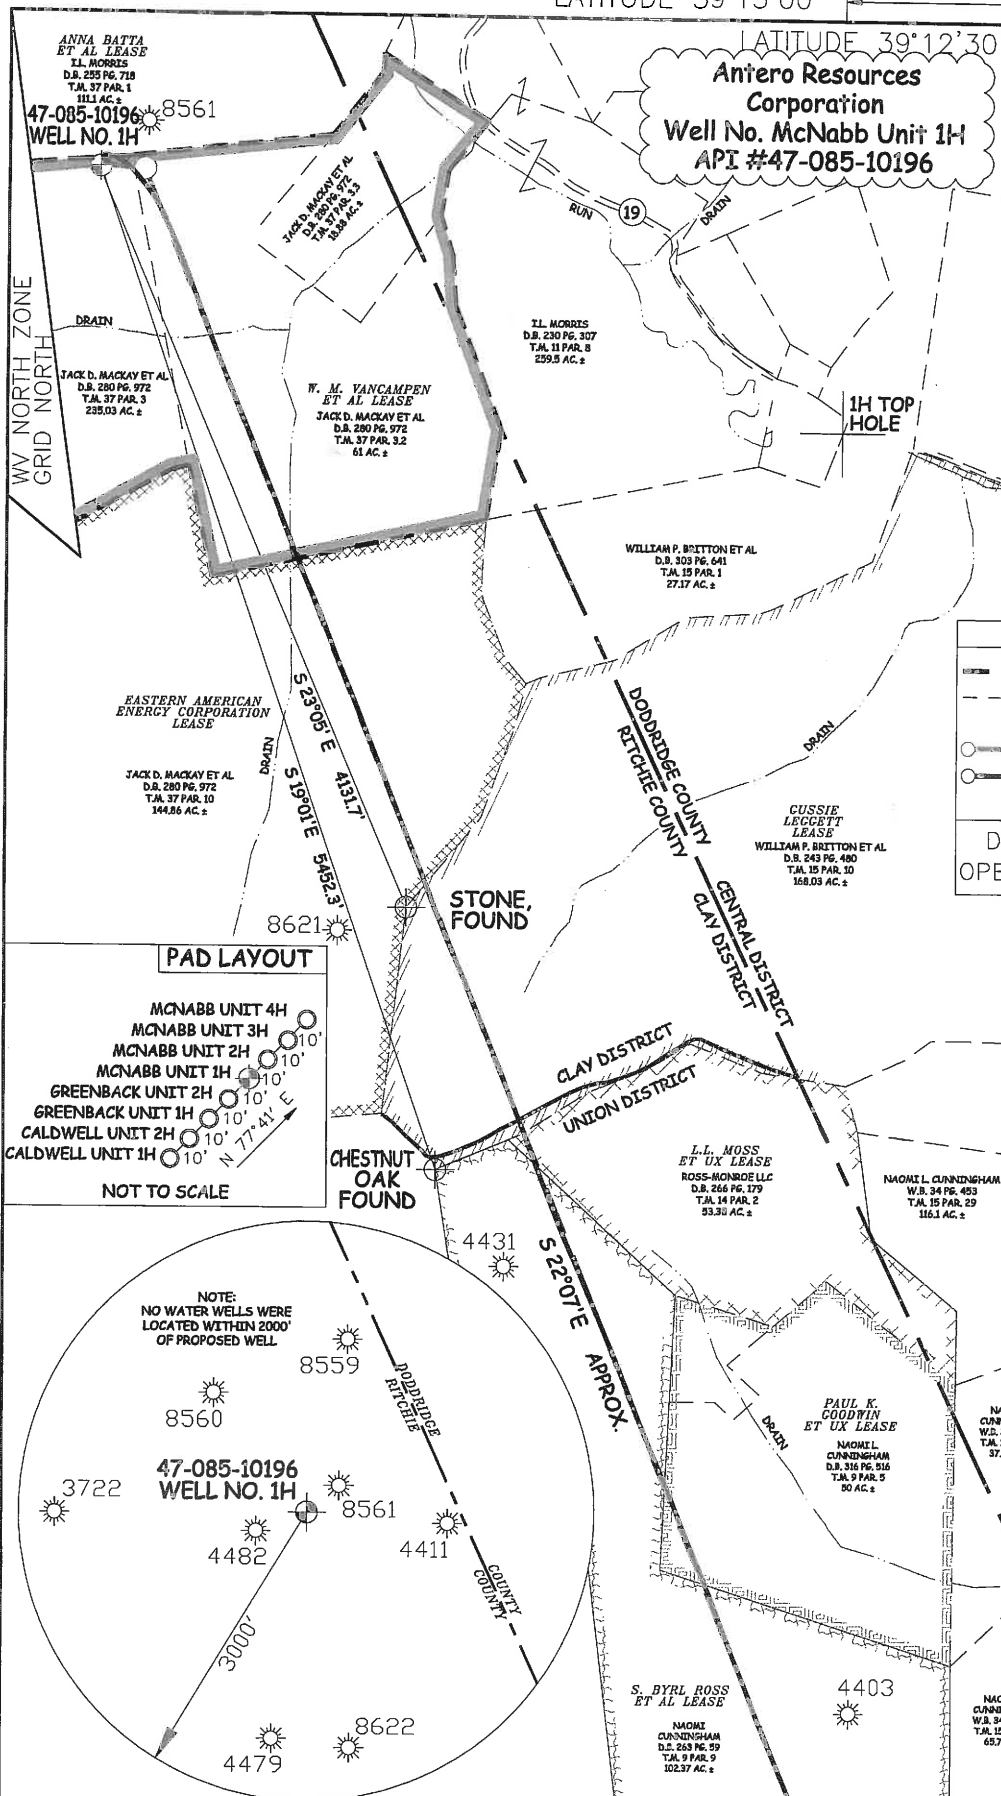 LATITUDE 39°12'30
Antero Resources
Corporation
Well No. McNabb Unit 1H
API #47-085-10196
ANNA BATTA
ET AL LEASE
I.L. MORRIS
D.B. 255 PG. 718
T.M. 37 PAR. 1
111.1 AC. ±
47-085-10196
WELL NO. 1H
8561
JACK D. MACKAY ET AL
D.B. 280 PG. 972
T.M. 37 PAR. 3.3
18.88 AC. ±
RUN
19
DRAIN
WV NORTH ZONE
GRID NORTH
DRAIN
I.L. MORRIS
D.B. 230 PG. 307
T.M. 11 PAR. 8
259.5 AC. ±
JACK D. MACKAY ET AL
D.B. 280 PG. 972
T.M. 37 PAR. 3
235.03 AC. ±
W. M. VANCAMPEN
ET AL LEASE
JACK D. MACKAY ET AL
D.B. 280 PG. 972
T.M. 37 PAR. 3.2
61 AC. ±
1H TOP
HOLE
WILLIAM P. BRITTON ET AL
D.B. 303 PG. 641
T.M. 15 PAR. 1
27.17 AC. ±
EASTERN AMERICAN
ENERGY CORPORATION
LEASE
JACK D. MACKAY ET AL
D.B. 280 PG. 972
T.M. 37 PAR. 10
144.86 AC. ±
DRAIN
S 23°05' E 4131.7'
S 19°01'E 5452.3'
DODDRIDGE COUNTY
RITCHIE COUNTY
DRAIN
GUSSIE
LEGGETT
LEASE
WILLIAM P. BRITTON ET AL
D.B. 243 PG. 480
T.M. 15 PAR. 10
168.03 AC. ±
D
OPE
CENTRAL DISTRICT
CLAY DISTRICT
STONE,
FOUND
8621
PAD LAYOUT
MCNABB UNIT 4H
MCNABB UNIT 3H
10'
MCNABB UNIT 2H
10'
MCNABB UNIT 1H
10'
GREENBACK UNIT 2H
10'
GREENBACK UNIT 1H
10'
CALDWELL UNIT 2H
10'
CALDWELL UNIT 1H
10'
N 77°41' E
NOT TO SCALE
CLAY DISTRICT
UNION DISTRICT
CHESTNUT
OAK
FOUND
L.L. MOSS
ET UX LEASE
ROSS-MONROE LLC
D.B. 266 PG. 179
T.M. 14 PAR. 2
53.38 AC. ±
NAOMI L. CUNNINGHAM
W.B. 34 PG. 453
T.M. 15 PAR. 29
116.1 AC. ±
4431
S 22°07'E APPROX.
NOTE:
NO WATER WELLS WERE
LOCATED WITHIN 2000'
OF PROPOSED WELL
8559
8560
DODDRIDGE
RITCHIE
47-085-10196
WELL NO. 1H
3722
8561
4482
4411
COUNTY
COUNTY
3000'
4479
8622
DRAIN
PAUL K.
GOODWIN
ET UX LEASE
NAOMI L.
CUNNINGHAM
D.B. 316 PG. 516
T.M. 9 PAR. 5
50 AC. ±
S. BYRL ROSS
ET AL LEASE
NAOMI
CUNNINGHAM
D.B. 263 PG. 59
T.M. 9 PAR. 9
102.37 AC. ±
4403